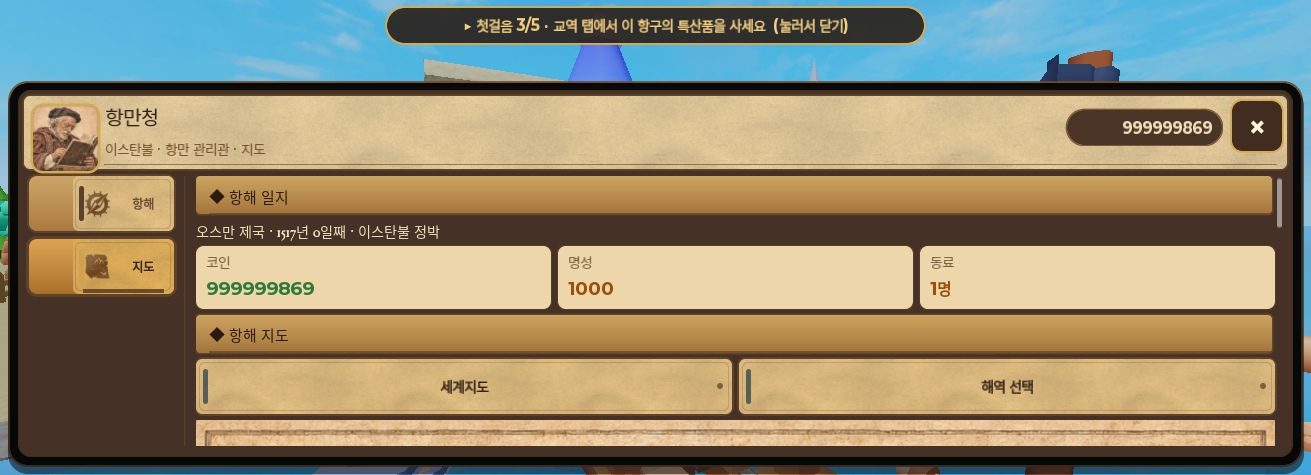 ▸ 첫걸음 3/5 · 교역 탭에서 이 항구의 특산품을 사세요 (눌러서 닫기)
항만청
이스탄불 · 항만 관리관 · 지도
999999869
×
항해
지도
◆ 항해 일지
오스만 제국 · 1517년 0일째 · 이스탄불 정박
코인
999999869
명성
1000
동료
1명
◆ 항해 지도
세계지도
해역 선택